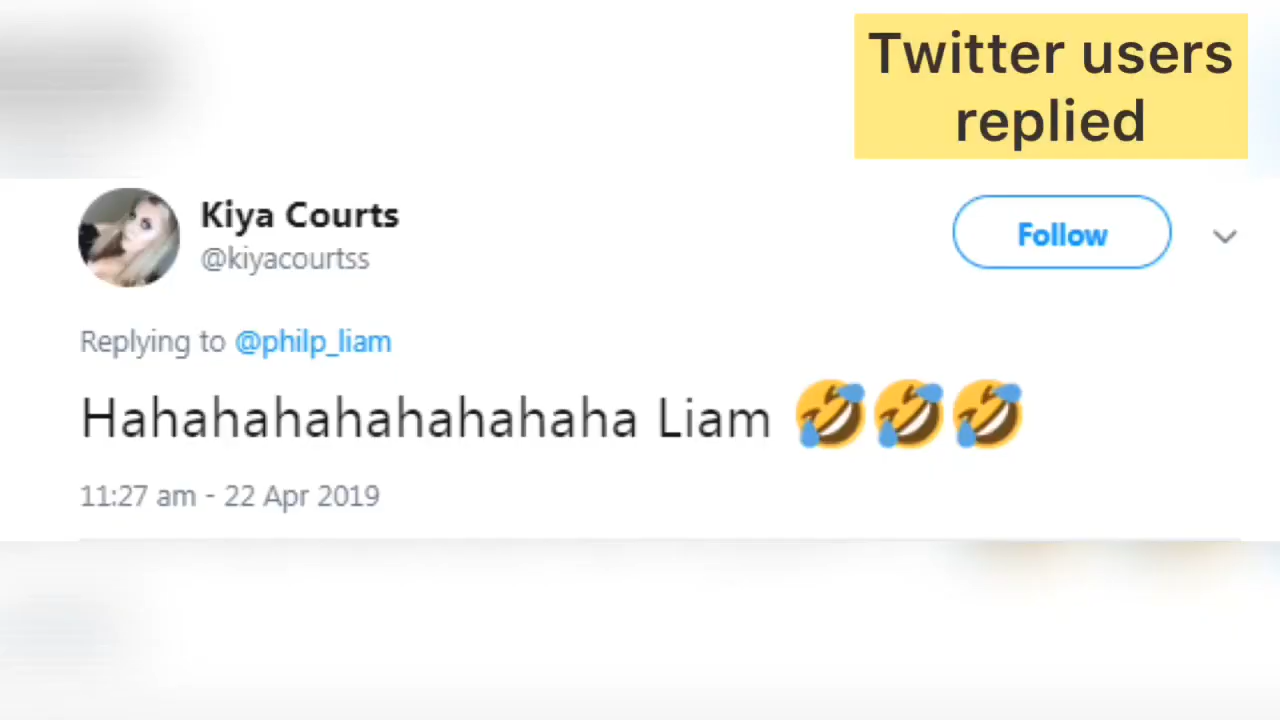 Twitter users
replied
Kiya Courts
@kiyacourtss
Follow
Replying to @philp_liam
Hahahahahahahahaha Liam 🤣🤣🤣
11:27 am - 22 Apr 2019